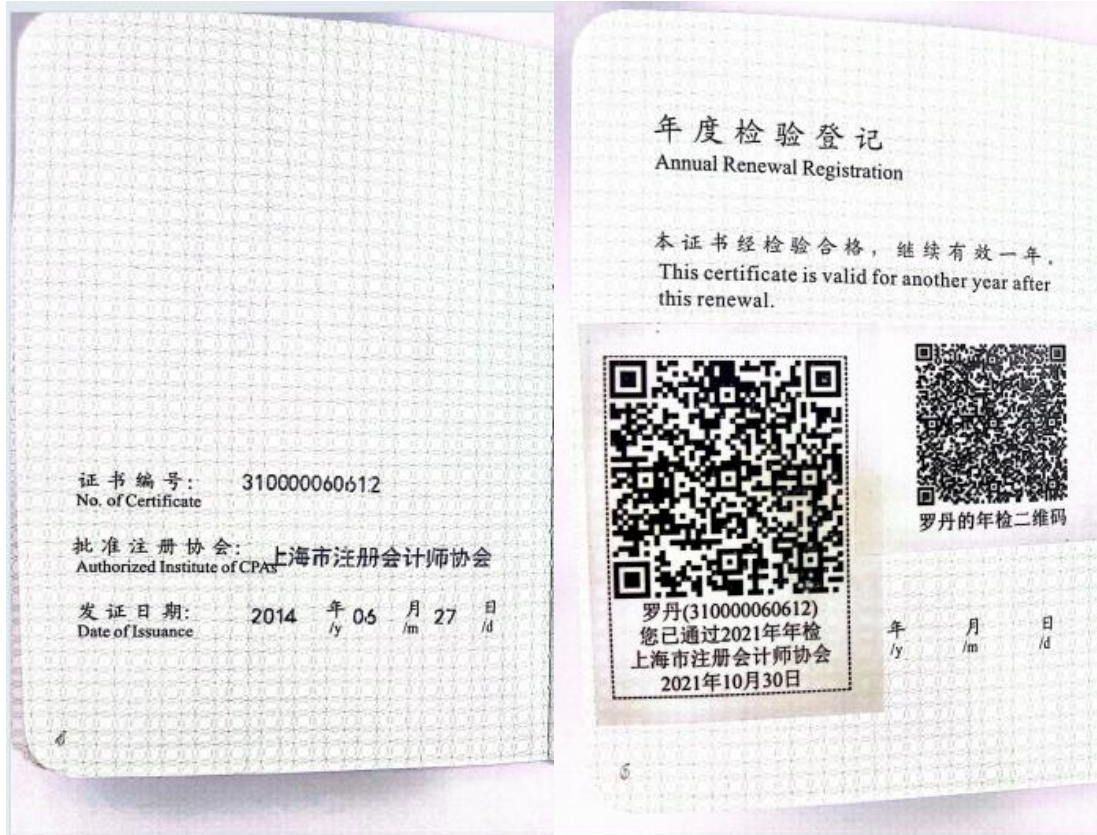 证书编号: 310000060612
No. of Certificate
批准注册协会: 上海市注册会计师协会
Authorized Institute of CPAs
发证日期: 2014 年 06 月 27 日
Date of Issuance /y /m /d
6
年度检验登记
Annual Renewal Registration
本证书经检验合格，继续有效一年。
This certificate is valid for another year after
this renewal.
罗丹(310000060612)
您已通过2021年年检
上海市注册会计师协会
2021年10月30日
罗丹的年检二维码
年 月 日
/y /m /d
6